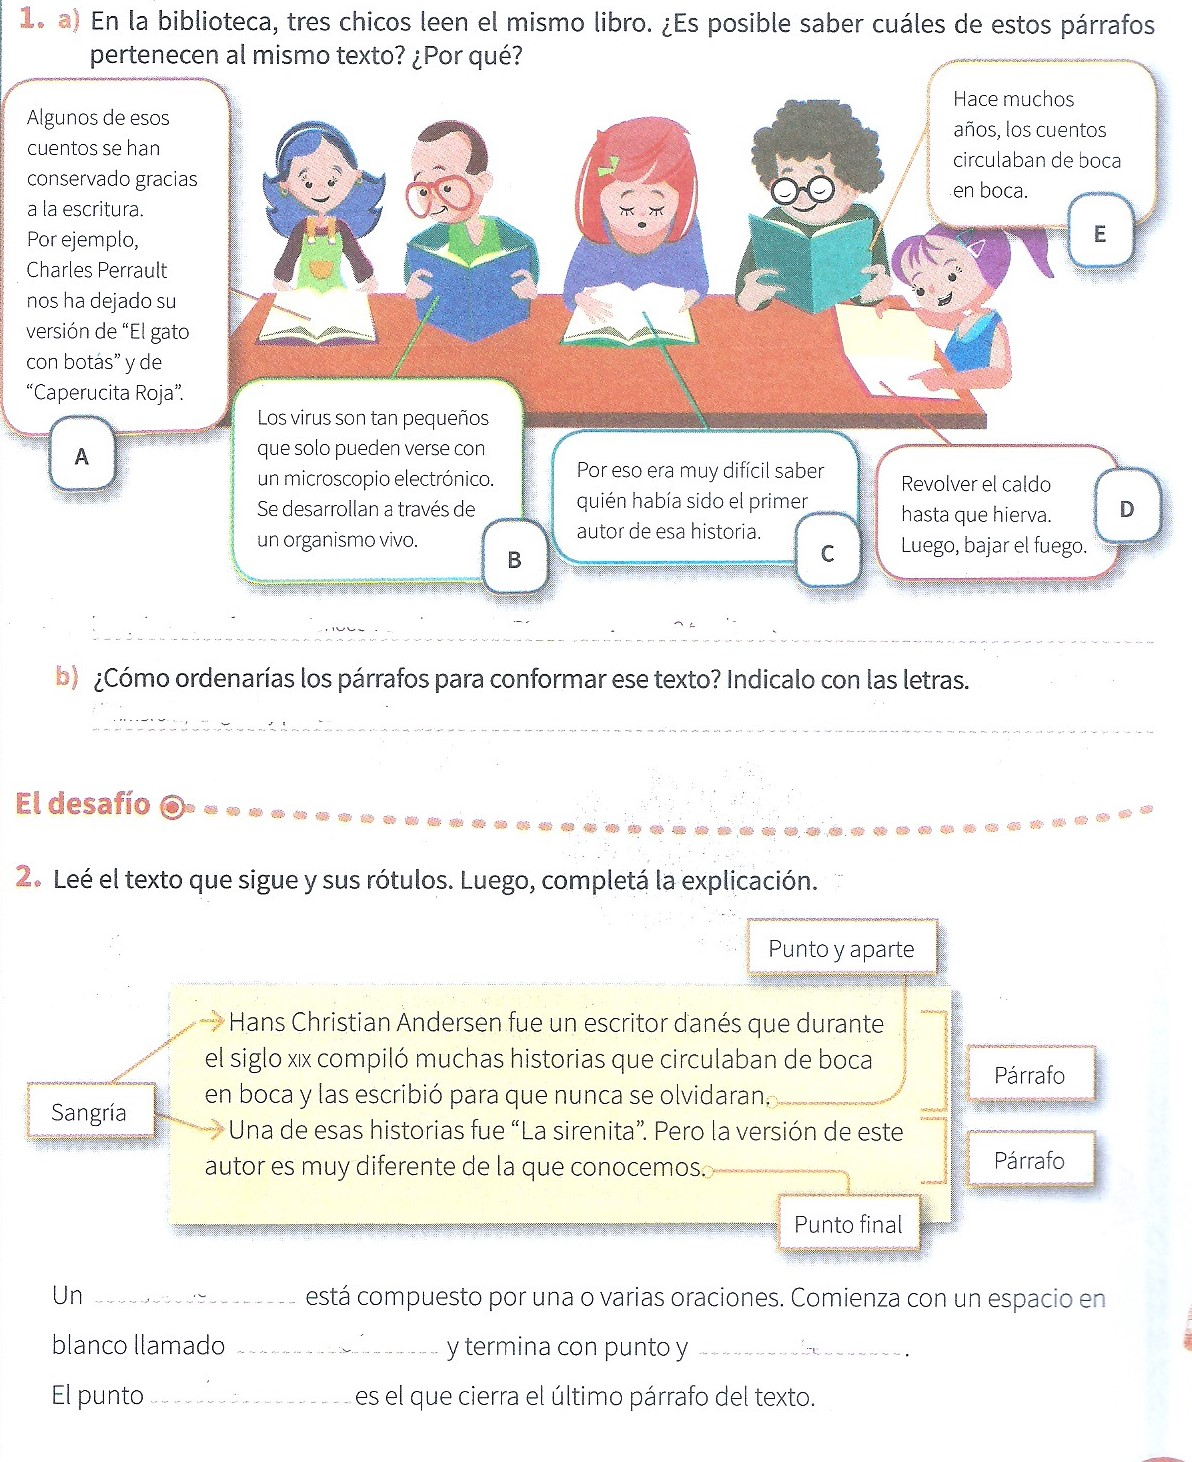 1. a) En la biblioteca, tres chicos leen el mismo libro. ¿Es posible saber cuáles de estos párrafos
pertenecen al mismo texto? ¿Por qué?
Algunos de esos
cuentos se han
conservado gracias
a la escritura.
Por ejemplo,
Charles Perrault
nos ha dejado su
versión de “El gato
con botas” y de
“Caperucita Roja”.
A
Los virus son tan pequeños
que solo pueden verse con
un microscopio electrónico.
Se desarrollan a través de
un organismo vivo.
B
Por eso era muy difícil saber
quién había sido el primer
autor de esa historia.
C
Revolver el caldo
hasta que hierva.
Luego, bajar el fuego.
D
Hace muchos
años, los cuentos
circulaban de boca
en boca.
E
b) ¿Cómo ordenarías los párrafos para conformar ese texto? Indicalo con las letras.
El desafío
2. Leé el texto que sigue y sus rótulos. Luego, completá la explicación.
Punto y aparte
Hans Christian Andersen fue un escritor danés que durante
el siglo XIX compiló muchas historias que circulaban de boca
en boca y las escribió para que nunca se olvidaran.
Una de esas historias fue “La sirenita”. Pero la versión de este
autor es muy diferente de la que conocemos.
Sangría
Párrafo
Párrafo
Punto final
Un está compuesto por una o varias oraciones. Comienza con un espacio en
blanco llamado y termina con punto y .
El punto es el que cierra el último párrafo del texto.